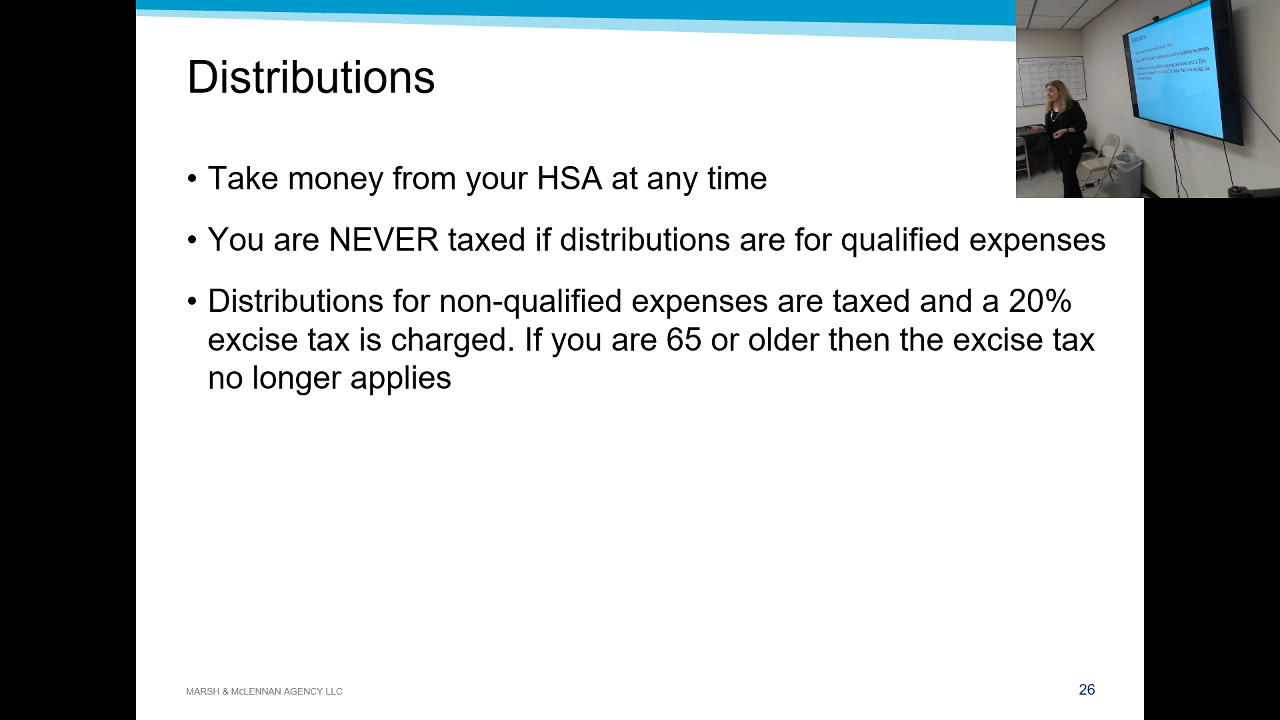 Distributions
• Take money from your HSA at any time
• You are NEVER taxed if distributions are for qualified expenses
• Distributions for non-qualified expenses are taxed and a 20%
excise tax is charged. If you are 65 or older then the excise tax
no longer applies
MARSH & McLENNAN AGENCY LLC
26